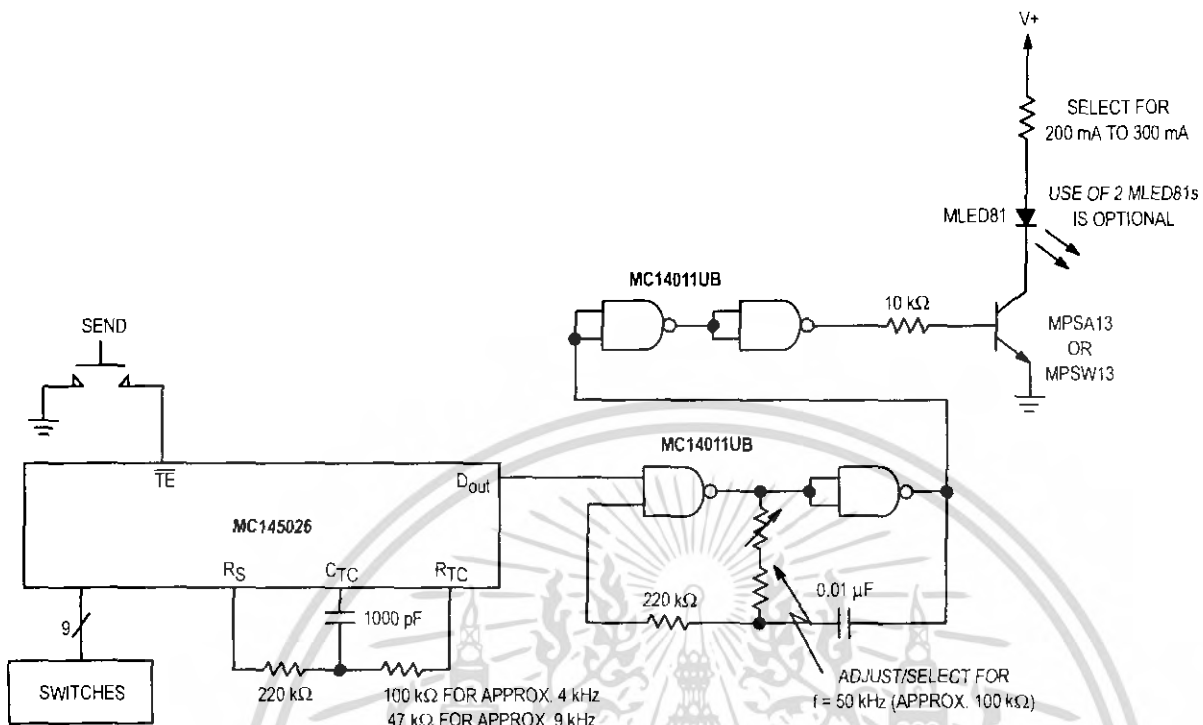 V+
SELECT FOR
200 mA TO 300 mA
USE OF 2 MLED81s
IS OPTIONAL
MLED81
MC14011UB
10 kΩ
MPSA13
OR
MPSW13
SEND
MC14011UB
TE
Dout
MC145026
RS
CTC
RTC
9
1000 pF
220 kΩ
0.01 µF
SWITCHES
220 kΩ
100 kΩ FOR APPROX. 4 kHz
47 kΩ FOR APPROX. 9 kHz
ADJUST/SELECT FOR
f = 50 kHz (APPROX. 100 kΩ)